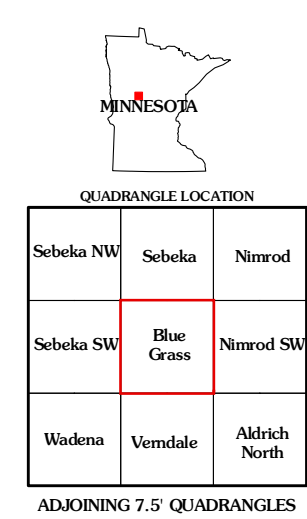 MINNESOTA
QUADRANGLE LOCATION
Sebeka NW Sebeka Nimrod
Sebeka SW Blue Grass Nimrod SW
Wadena Verndale Aldrich North
ADJOINING 7.5' QUADRANGLES